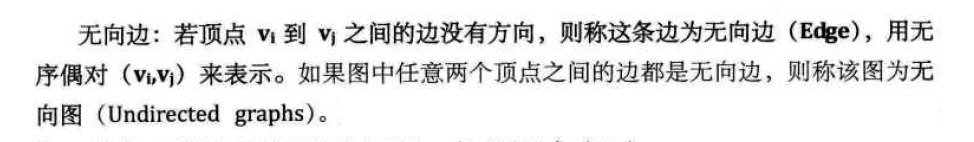 无向边：若顶点 vi 到 vj 之间的边没有方向，则称这条边为无向边（Edge），用无
序偶对（vi,vj）来表示。如果图中任意两个顶点之间的边都是无向边，则称该图为无
向图（Undirected graphs）。